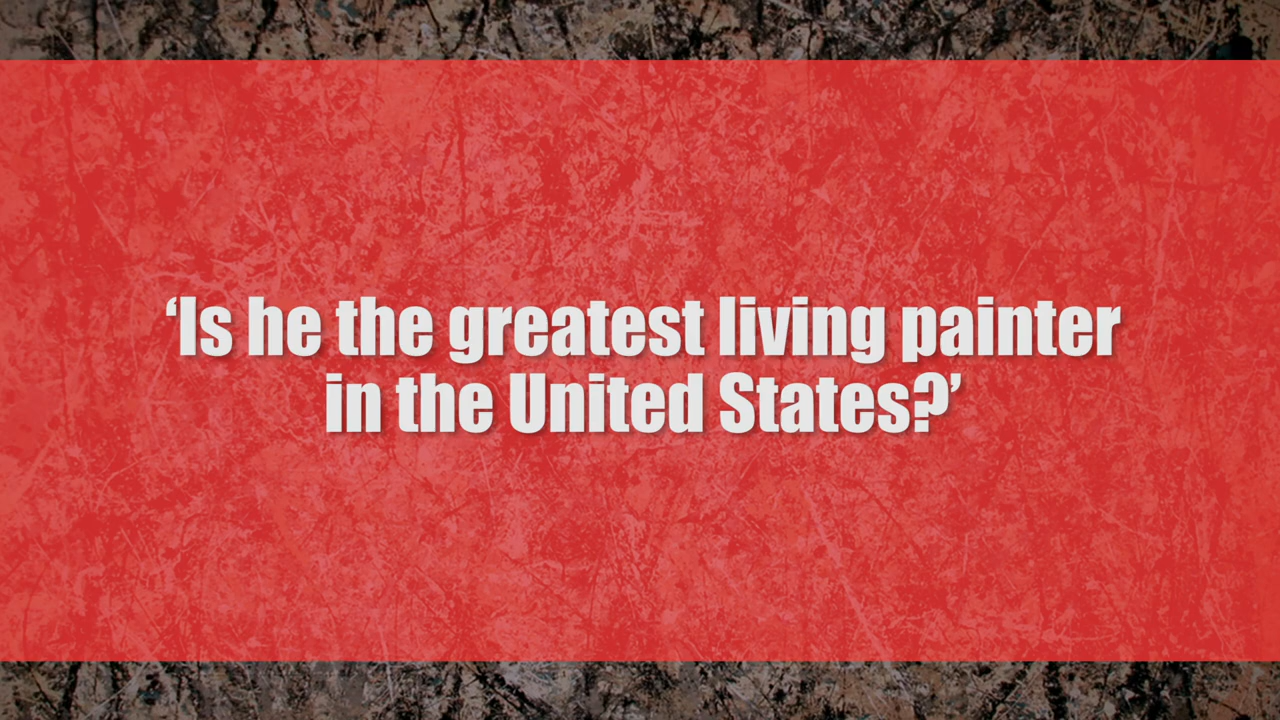 ‘Is he the greatest living painter
in the United States?’